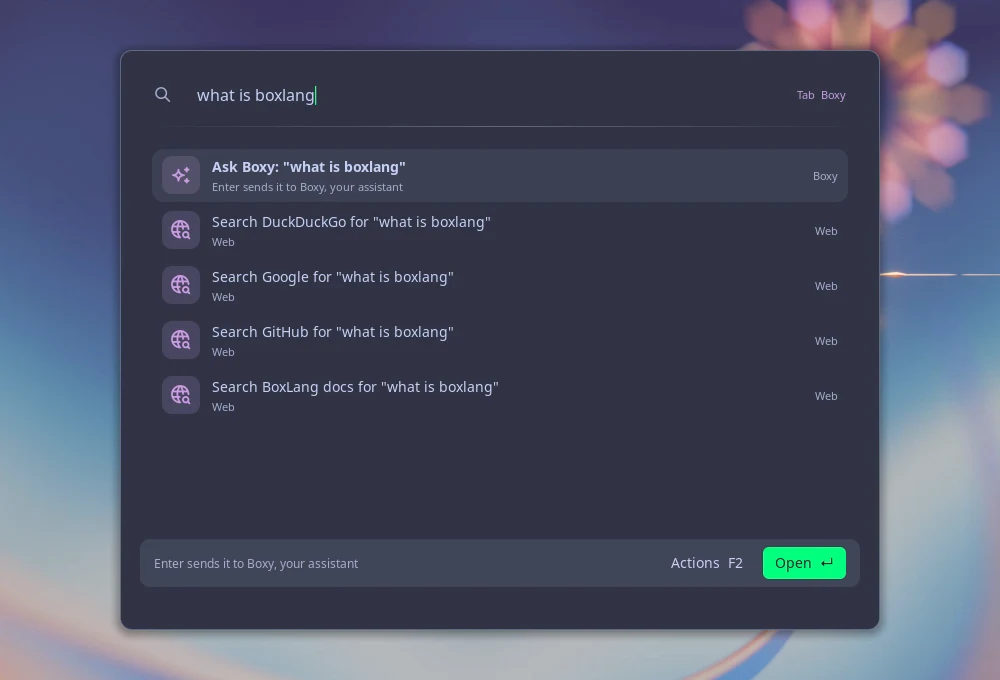 what is boxlang
Tab Boxy
Ask Boxy: "what is boxlang"
Enter sends it to Boxy, your assistant
Boxy
Search DuckDuckGo for "what is boxlang"
Web
Web
Search Google for "what is boxlang"
Web
Web
Search GitHub for "what is boxlang"
Web
Web
Search BoxLang docs for "what is boxlang"
Web
Web
Enter sends it to Boxy, your assistant
Actions F2
Open ↵